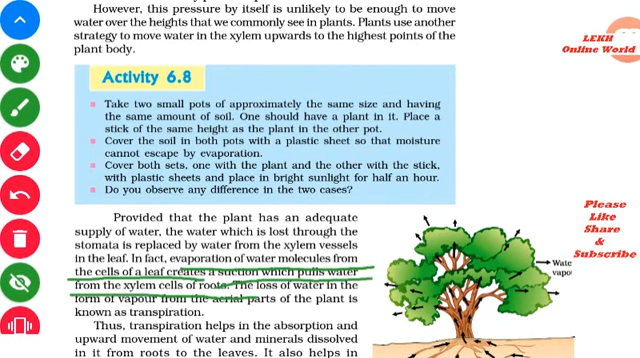 However, this pressure by itself is unlikely to be enough to move
water over the heights that we commonly see in plants. Plants use another
strategy to move water in the xylem upwards to the highest points of the
plant body.
Activity 6.8
Take two small pots of approximately the same size and having
the same amount of soil. One should have a plant in it. Place a
stick of the same height as the plant in the other pot.
Cover the soil in both pots with a plastic sheet so that moisture
cannot escape by evaporation.
Cover both sets, one with the plant and the other with the stick,
with plastic sheets and place in bright sunlight for half an hour.
Do you observe any difference in the two cases?
Provided that the plant has an adequate
supply of water, the water which is lost through the
stomata is replaced by water from the xylem vessels
in the leaf. In fact, evaporation of water molecules from
the cells of a leaf creates a suction which pulls water
from the xylem cells of roots. The loss of water in the
form of vapour from the aerial parts of the plant is
known as transpiration.
Thus, transpiration helps in the absorption and
upward movement of water and minerals dissolved
in it from roots to the leaves. It also helps in
LEKH
Online World
Please
Like
Share
&
Subscribe
Wate
vapo